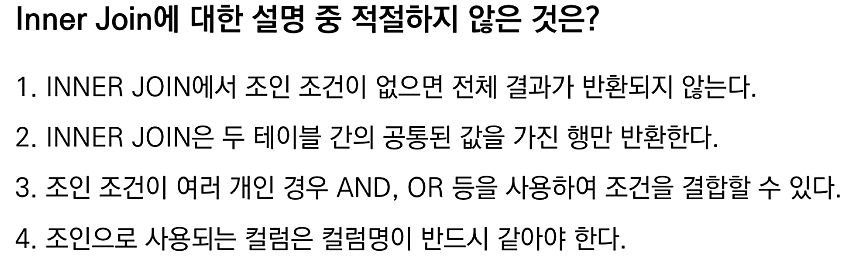 Inner Join에 대한 설명 중 적절하지 않은 것은?
1. INNER JOIN에서 조인 조건이 없으면 전체 결과가 반환되지 않는다.
2. INNER JOIN은 두 테이블 간의 공통된 값을 가진 행만 반환한다.
3. 조인 조건이 여러 개인 경우 AND, OR 등을 사용하여 조건을 결합할 수 있다.
4. 조인으로 사용되는 컬럼은 컬럼명이 반드시 같아야 한다.